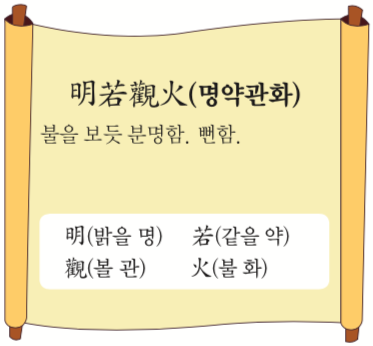 明若觀火(명약관화)
불을 보듯 분명함. 뻔함.
明(밝을 명) 若(같을 약)
觀(볼 관) 火(불 화)